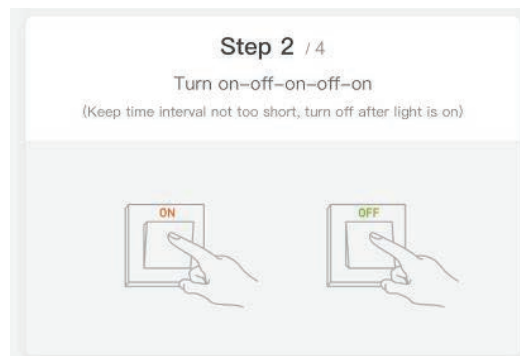 Step 2 / 4
Turn on-off-on-off-on
(Keep time interval not too short, turn off after light is on)
ON OFF